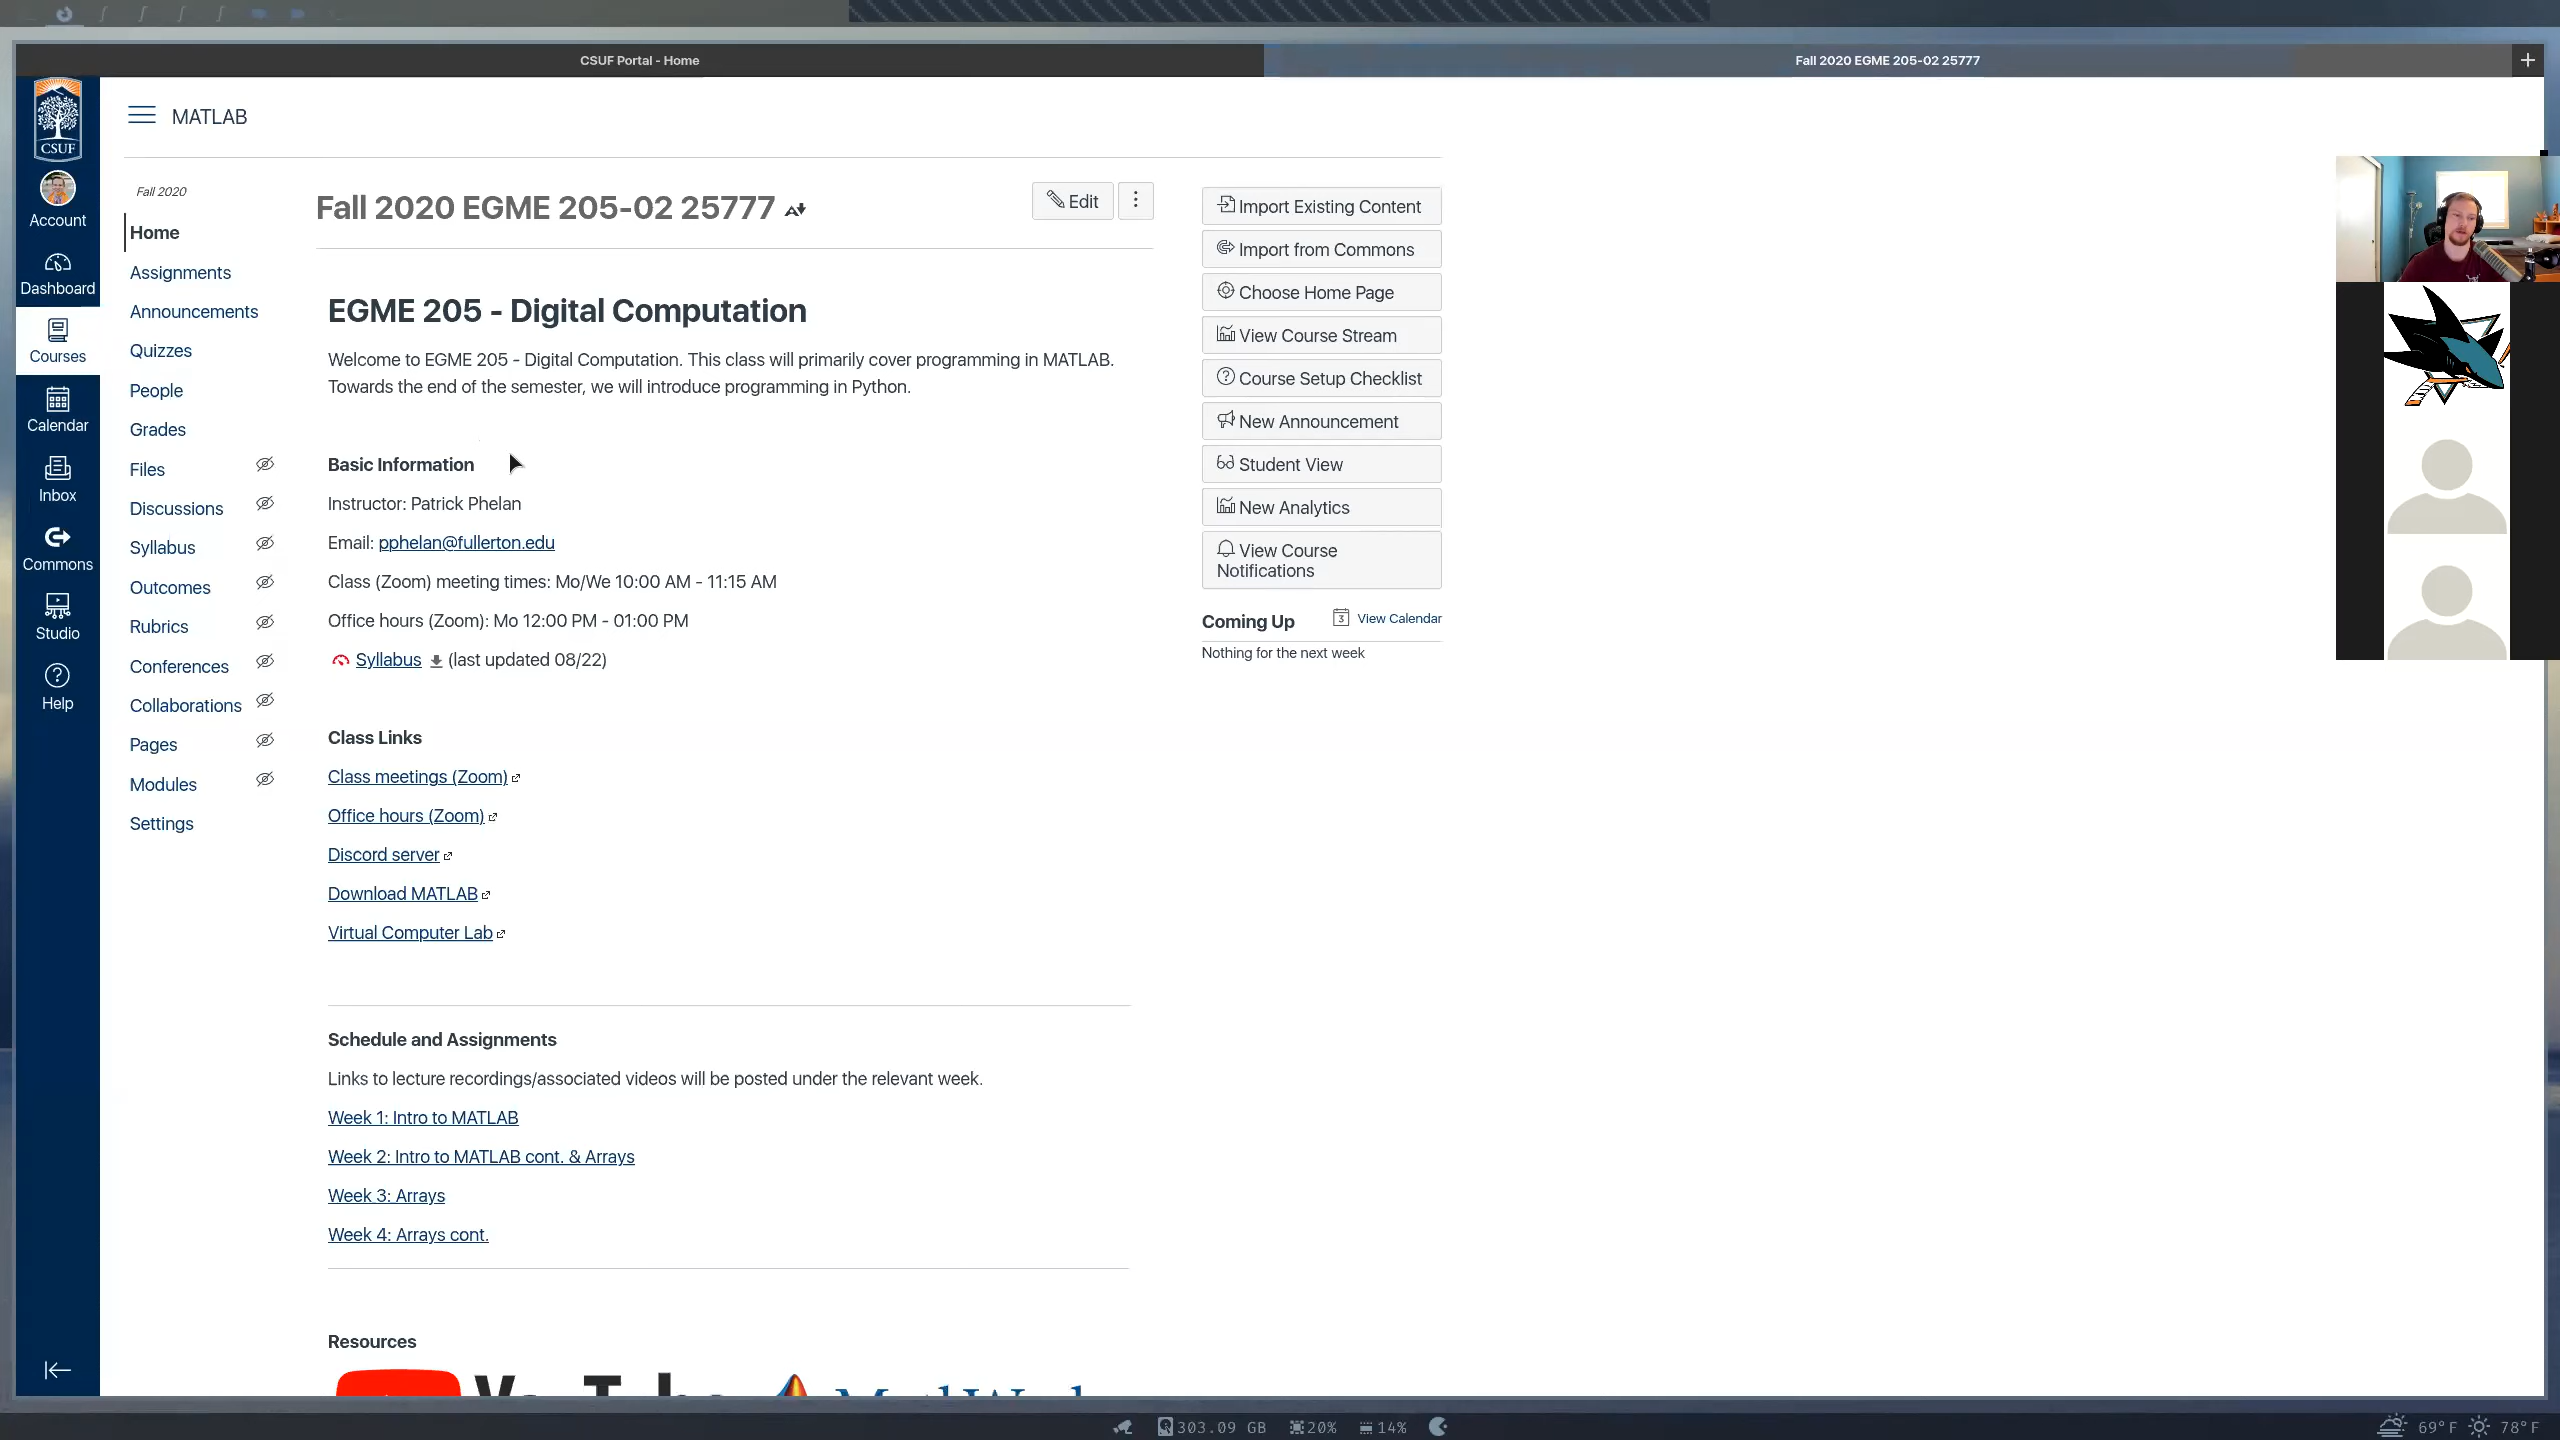 CSUF Portal - Home
Fall 2020 EGME 205-02 25777
CSUF
Account
Dashboard
Courses
Calendar
Inbox
Commons
Studio
Help
MATLAB
Fall 2020
Home
Assignments
Announcements
Quizzes
People
Grades
Files
Discussions
Syllabus
Outcomes
Rubrics
Conferences
Collaborations
Pages
Modules
Settings
Fall 2020 EGME 205-02 25777
Edit
EGME 205 - Digital Computation
Welcome to EGME 205 - Digital Computation. This class will primarily cover programming in MATLAB.
Towards the end of the semester, we will introduce programming in Python.
Basic Information
Instructor: Patrick Phelan
Email: pphelan@fullerton.edu
Class (Zoom) meeting times: Mo/We 10:00 AM - 11:15 AM
Office hours (Zoom): Mo 12:00 PM - 01:00 PM
Syllabus (last updated 08/22)
Class Links
Class meetings (Zoom)
Office hours (Zoom)
Discord server
Download MATLAB
Virtual Computer Lab
Schedule and Assignments
Links to lecture recordings/associated videos will be posted under the relevant week.
Week 1: Intro to MATLAB
Week 2: Intro to MATLAB cont. & Arrays
Week 3: Arrays
Week 4: Arrays cont.
Resources
Import Existing Content
Import from Commons
Choose Home Page
View Course Stream
Course Setup Checklist
New Announcement
Student View
New Analytics
View Course
Notifications
Coming Up
3 View Calendar
Nothing for the next week
303.09 GB 20% 14%
69°F 78°F